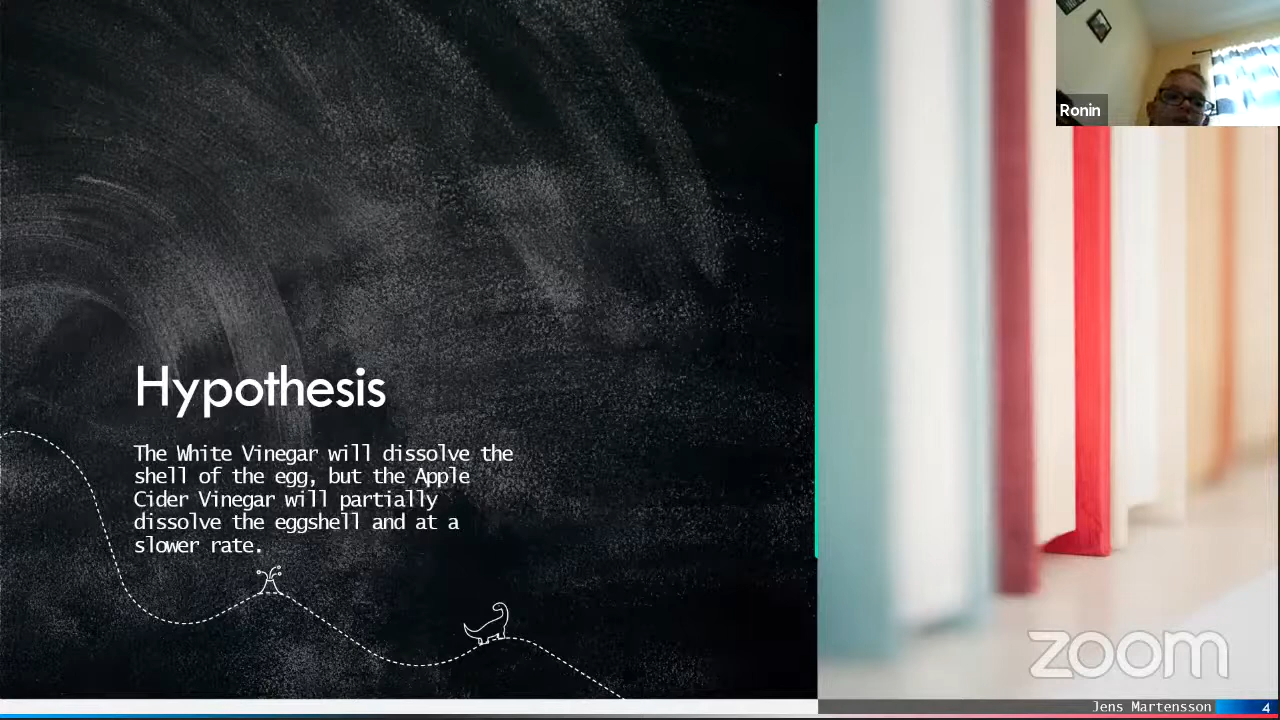 Ronin
Hypothesis
The White Vinegar will dissolve the
shell of the egg, but the Apple
Cider Vinegar will partially
dissolve the eggshell and at a
slower rate.
zoom
Jens Martensson
4